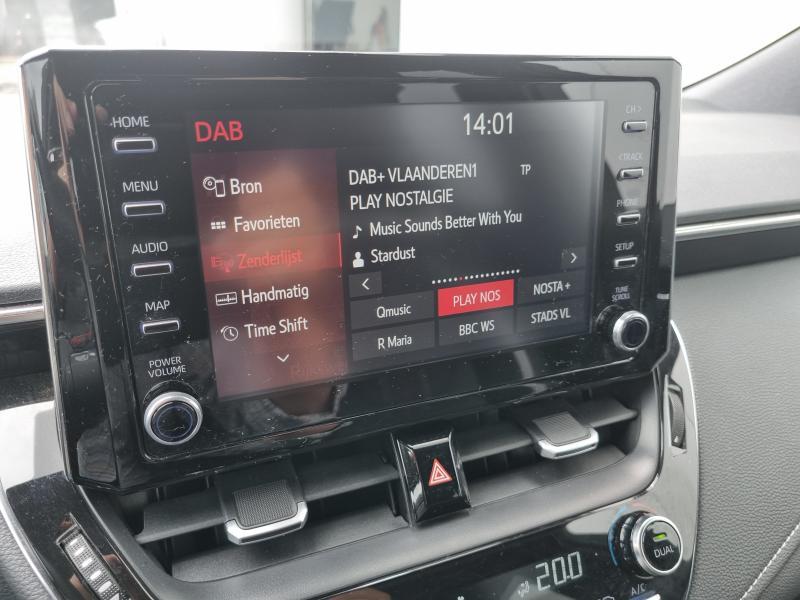 HOME
MENU
AUDIO
MAP
POWER
VOLUME
DAB
14:01
Bron
Favorieten
Zenderlijst
Handmatig
Time Shift
DAB+ VLAANDEREN1
TP
PLAY NOSTALGIE
Music Sounds Better With You
Stardust
Qmusic
PLAY NOS
NOSTA +
R Maria
BBC WS
STADS VL
CH >
< TRACK
PHONE
SETUP
TUNE
SCROLL
20.0
DUAL
A/C